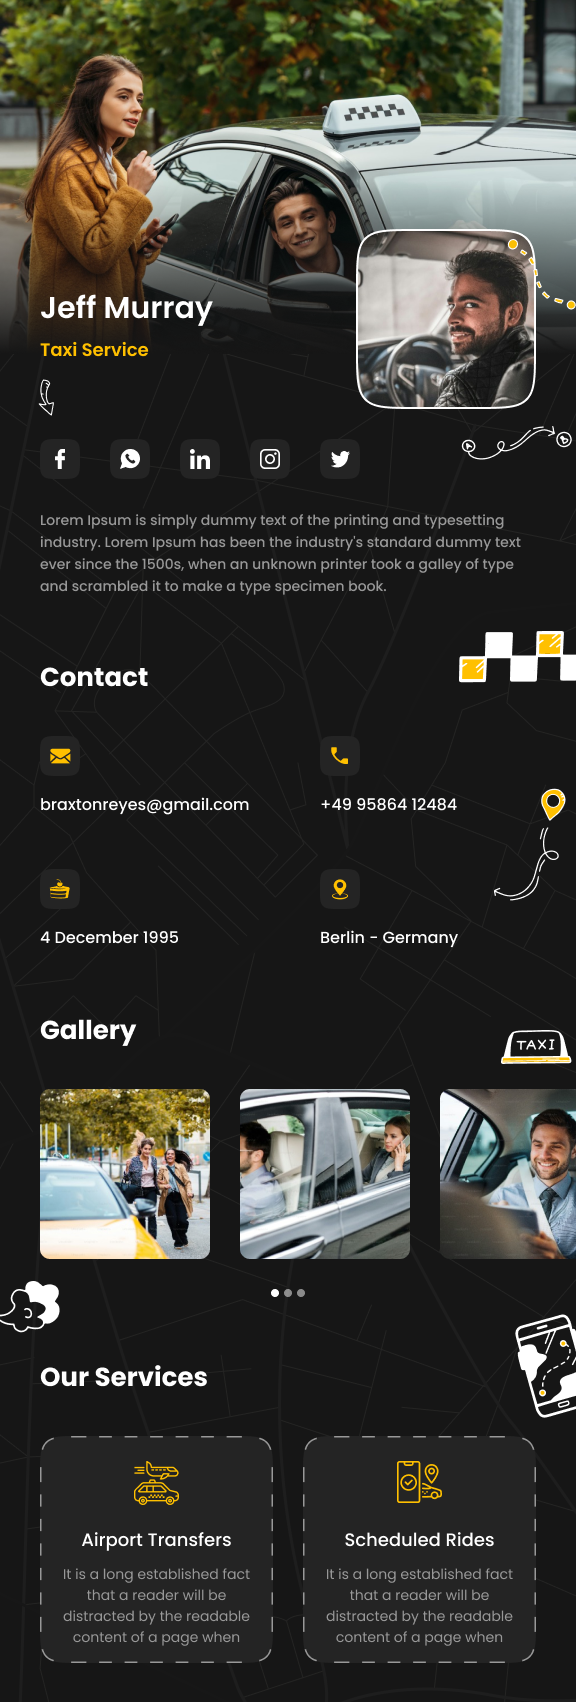 Jeff Murray
Taxi Service
Lorem Ipsum is simply dummy text of the printing and typesetting
industry. Lorem Ipsum has been the industry's standard dummy text
ever since the 1500s, when an unknown printer took a galley of type
and scrambled it to make a type specimen book.
Contact
braxtonreyes@gmail.com
+49 95864 12484
4 December 1995
Berlin - Germany
Gallery
TAXI
Our Services
Airport Transfers
It is a long established fact
that a reader will be
distracted by the readable
content of a page when
Scheduled Rides
It is a long established fact
that a reader will be
distracted by the readable
content of a page when